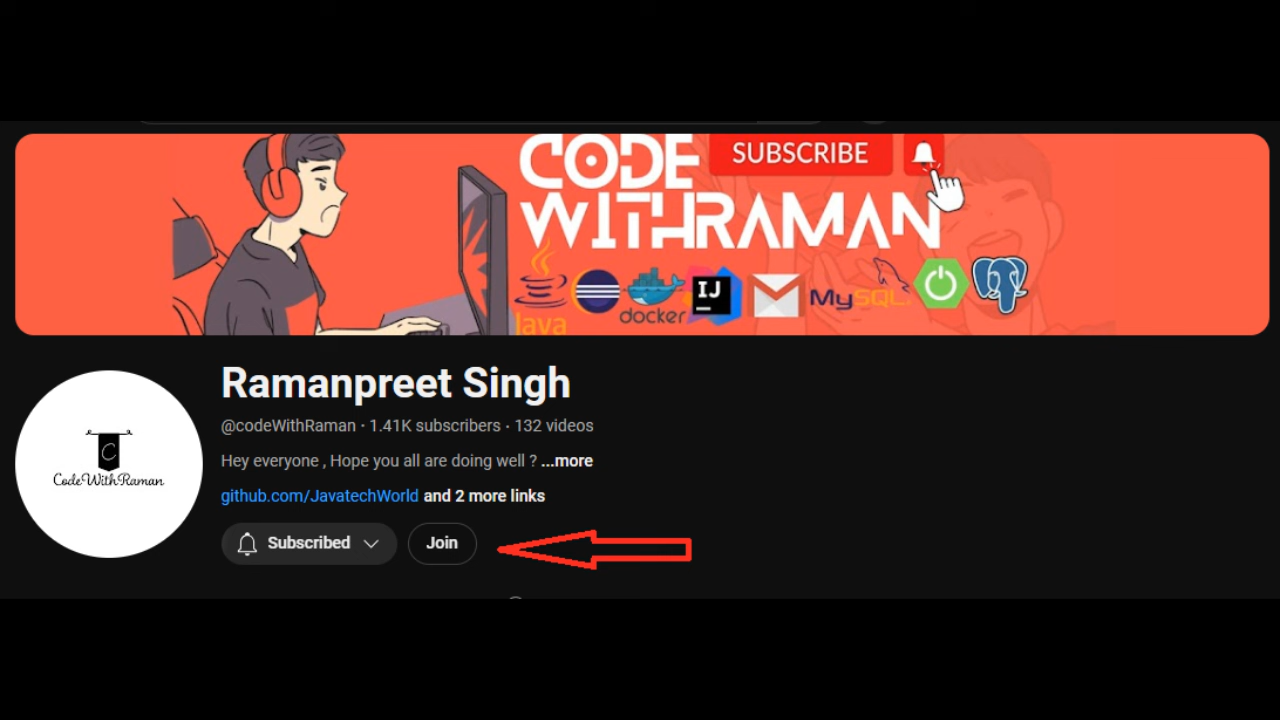 CODE SUBSCRIBE
WITHRAMAN
Java docker IJ MySQL
Ramanpreet Singh
@codeWithRaman · 1.41K subscribers · 132 videos
C
CodeWithRaman
Hey everyone , Hope you all are doing well ? ...more
github.com/JavatechWorld and 2 more links
Subscribed Join